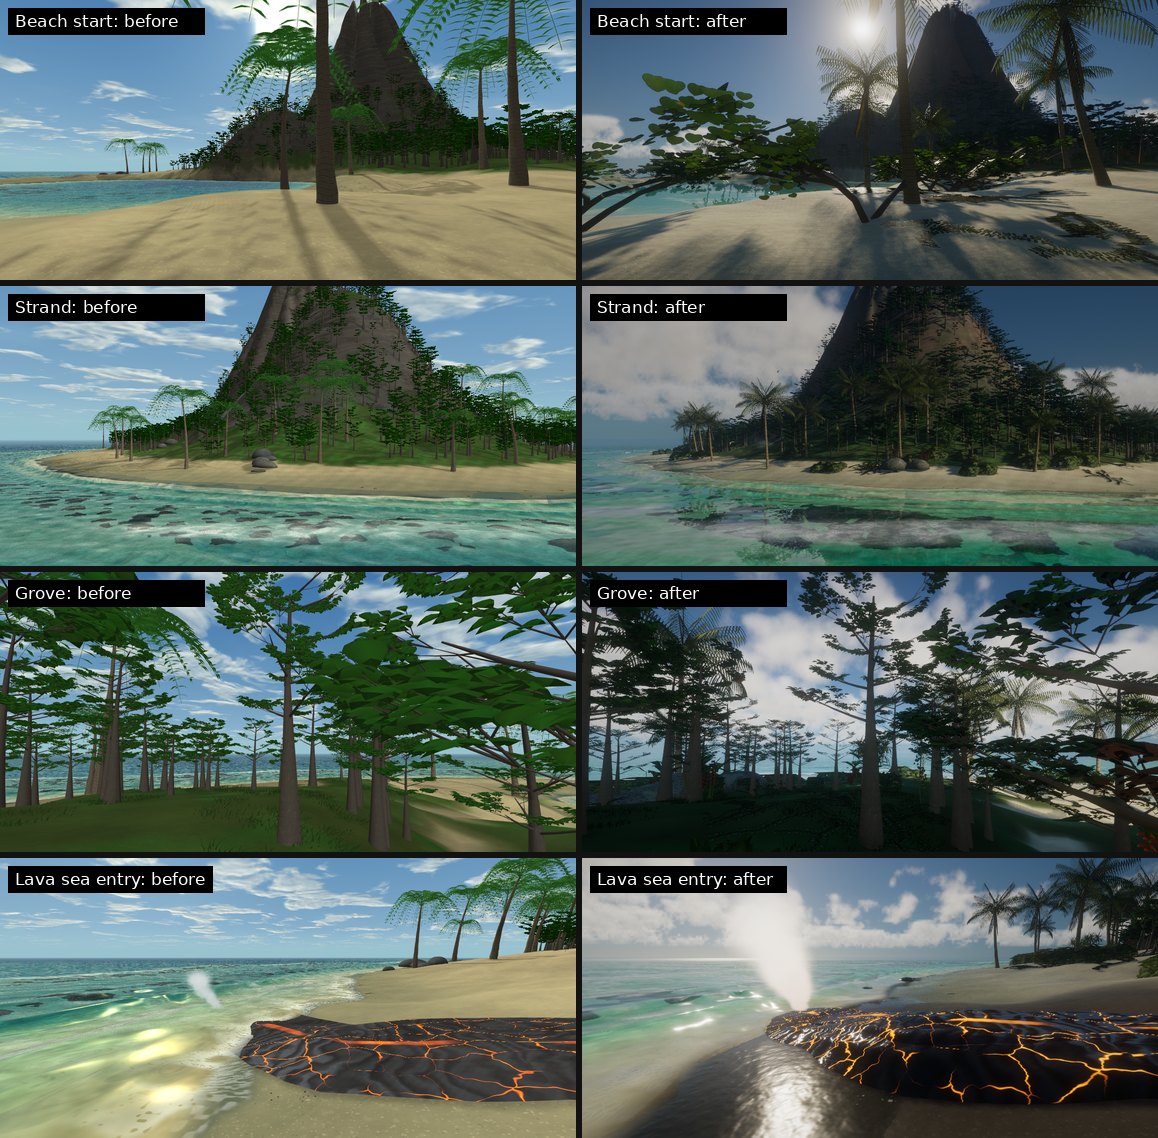 Beach start: before
Beach start: after
Strand: before
Strand: after
Grove: before
Grove: after
Lava sea entry: before
Lava sea entry: after